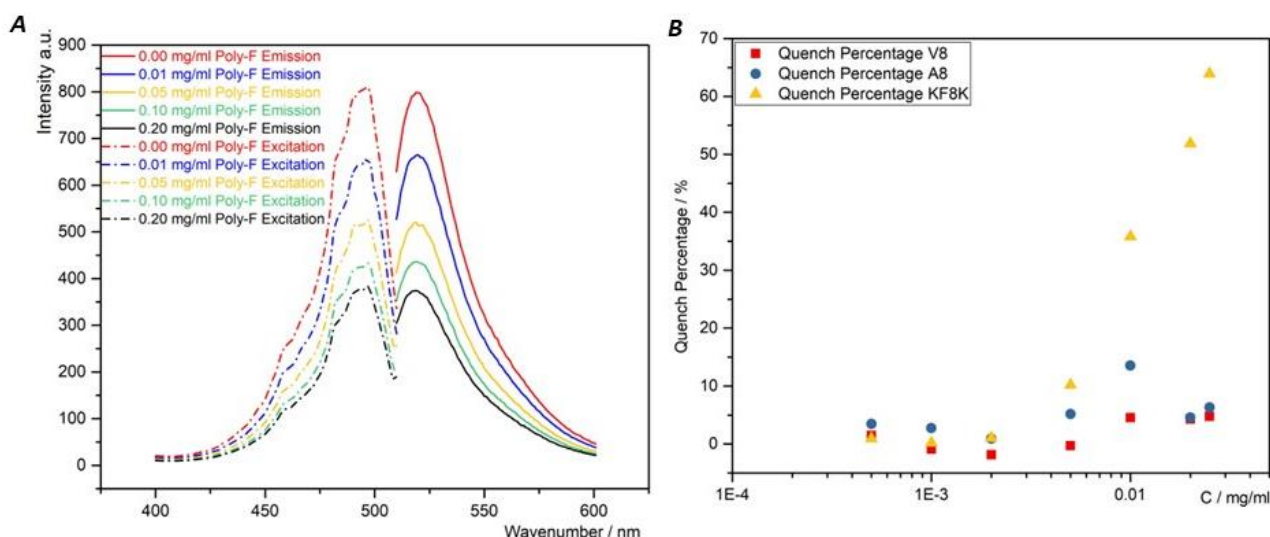 A
Intensity a.u.
900
800
700
600
500
400
300
200
100
0
0.00 mg/ml Poly-F Emission
0.01 mg/ml Poly-F Emission
0.05 mg/ml Poly-F Emission
0.10 mg/ml Poly-F Emission
0.20 mg/ml Poly-F Emission
0.00 mg/ml Poly-F Excitation
0.01 mg/ml Poly-F Excitation
0.05 mg/ml Poly-F Excitation
0.10 mg/ml Poly-F Excitation
0.20 mg/ml Poly-F Excitation
400 450 500 550 600
Wavenumber / nm
B
Quench Percentage / %
70
60
50
40
30
20
10
0
Quench Percentage V8
Quench Percentage A8
Quench Percentage KF8K
1E-4 1E-3 0.01
C / mg/ml